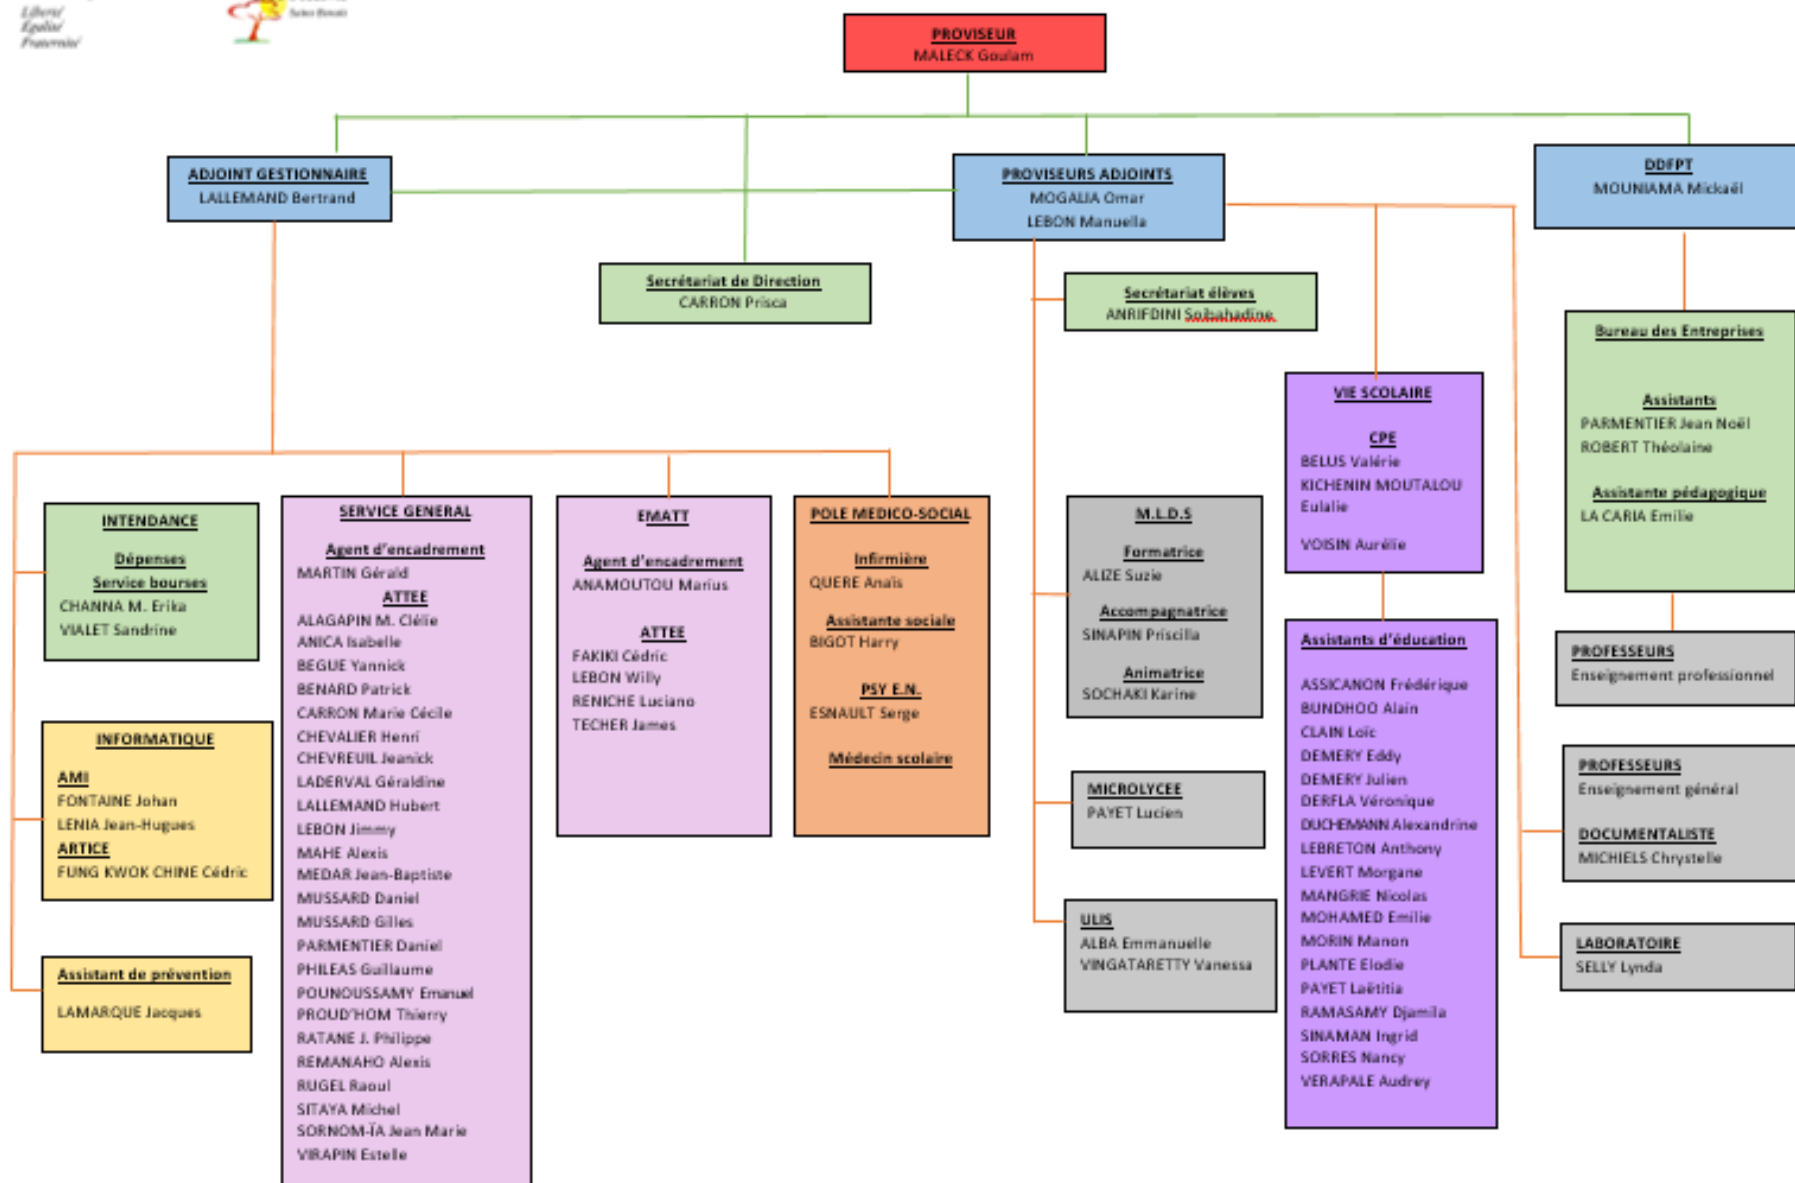 Liberté
Égalité
Fraternité
PROVISEUR
MALECK Goulam
ADJOINT GESTIONNAIRE
LALLEMAND Bertrand
PROVISEURS ADJOINTS
MOGALIA Omar
LEBON Manuella
DDFPT
MOUNIAMA Mickaël
Secrétariat de Direction
CARRON Prisca
Secrétariat élèves
ANRIFDINI Soibahadine
Bureau des Entreprises
Assistants
PARMENTIER Jean Noël
ROBERT Théolaine
Assistante pédagogique
LA CARIA Emilie
VIE SCOLAIRE
CPE
BELUS Valérie
KICHENIN MOUTALOU
Eulalie
VOISIN Aurélie
INTENDANCE
Dépenses
Service bourses
CHANNA M. Erika
VIALET Sandrine
INFORMATIQUE
AMI
FONTAINE Johan
LENIA Jean-Hugues
ARTICE
FUNG KWOK CHINE Cédric
Assistant de prévention
LAMARQUE Jacques
SERVICE GENERAL
Agent d'encadrement
MARTIN Gérald
ATTEE
ALAGAPIN M. Clélie
ANICA Isabelle
BEGUE Yannick
BENARD Patrick
CARRON Marie Cécile
CHEVALIER Henri
CHEVREUIL Jeanick
LADERVAL Géraldine
LALLEMAND Hubert
LEBON Jimmy
MAHE Alexis
MEDAR Jean-Baptiste
MUSSARD Daniel
MUSSARD Gilles
PARMENTIER Daniel
PHILEAS Guillaume
POUNOUSSAMY Emanuel
PROUD'HOM Thierry
RATANE J. Philippe
REMANAHO Alexis
RUGEL Raoul
SITAYA Michel
SORNOM-ÏA Jean Marie
VIRAPIN Estelle
EMATT
Agent d'encadrement
ANAMOUTOU Marius
ATTEE
FAKIKI Cédric
LEBON Willy
RENICHE Luciano
TECHER James
POLE MEDICO-SOCIAL
Infirmière
QUERE Anaïs
Assistante sociale
BIGOT Harry
PSY E.N.
ESNAULT Serge
Médecin scolaire
M.L.D.S
Formatrice
ALIZE Suzie
Accompagnatrice
SINAPIN Priscilla
Animatrice
SOCHAKI Karine
MICROLYCEE
PAYET Lucien
ULIS
ALBA Emmanuelle
VINGATARETTY Vanessa
Assistants d'éducation
ASSICANON Frédérique
BUNDHOO Alain
CLAIN Loïc
DEMERY Eddy
DEMERY Julien
DERFLA Véronique
DUCHEMANN Alexandrine
LEBRETON Anthony
LEVERT Morgane
MANGRIE Nicolas
MOHAMED Emilie
MORIN Manon
PLANTE Elodie
PAYET Laëtitia
RAMASAMY Djamila
SINAMAN Ingrid
SORRES Nancy
VERAPALE Audrey
PROFESSEURS
Enseignement professionnel
PROFESSEURS
Enseignement général
DOCUMENTALISTE
MICHIELS Chrystelle
LABORATOIRE
SELLY Lynda